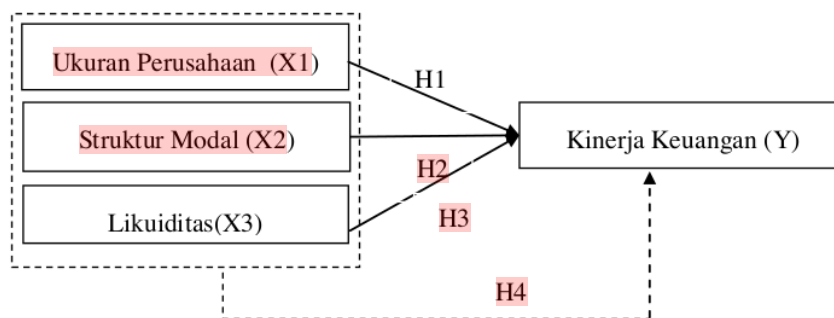 Ukuran Perusahaan (X1)
H1
Struktur Modal (X2)
Kinerja Keuangan (Y)
H2
Likuiditas(X3)
H3
H4